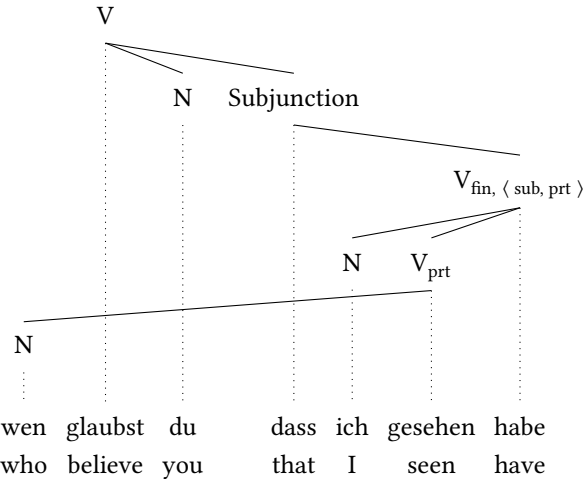 V
N Subjunction
V_fin, ⟨ sub, prt ⟩
N V_prt
N
wen glaubst du dass ich gesehen habe
who believe you that I seen have